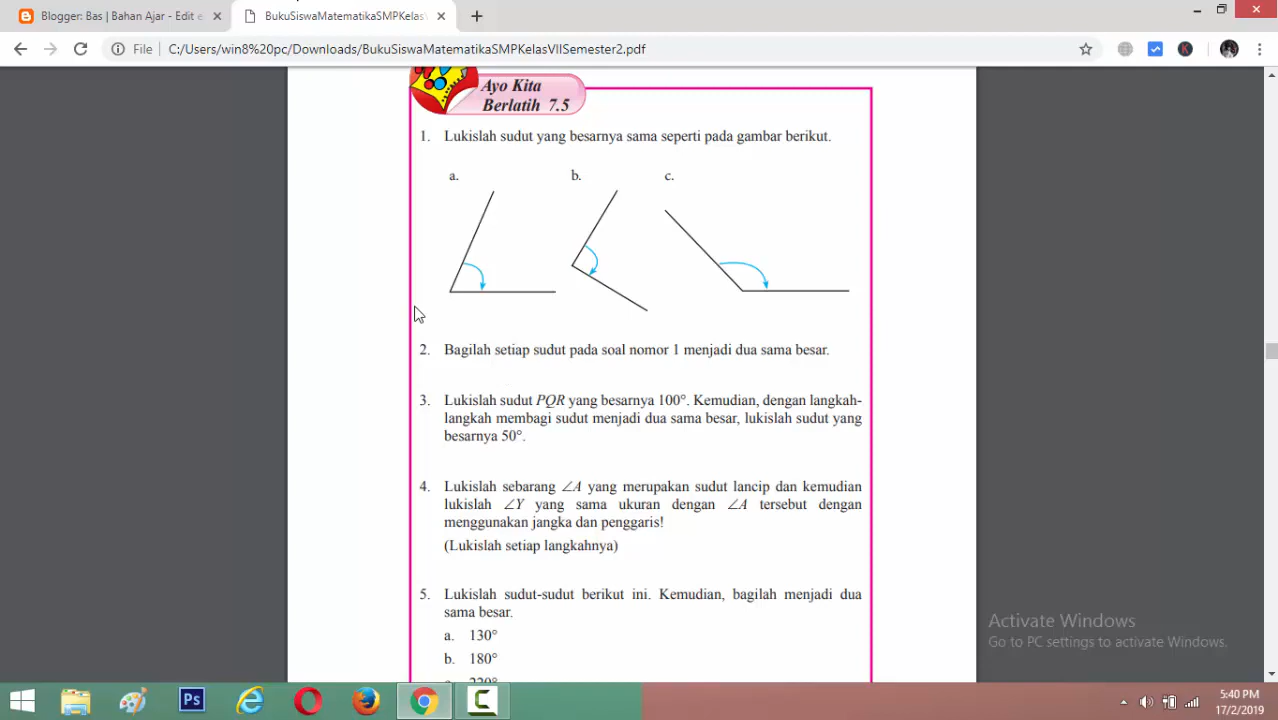 Blogger: Bas | Bahan Ajar - Edit e
BukuSiswaMatematikaSMPKelasV
File
C:/Users/win8%20pc/Downloads/BukuSiswaMatematikaSMPKelasVIISemester2.pdf
K
Ayo Kita
Berlatih 7.5
1. Lukislah sudut yang besarnya sama seperti pada gambar berikut.
a. b. c.
2. Bagilah setiap sudut pada soal nomor 1 menjadi dua sama besar.
3. Lukislah sudut PQR yang besarnya 100°. Kemudian, dengan langkah-
langkah membagi sudut menjadi dua sama besar, lukislah sudut yang
besarnya 50°.
4. Lukislah sebarang ∠A yang merupakan sudut lancip dan kemudian
lukislah ∠Y yang sama ukuran dengan ∠A tersebut dengan
menggunakan jangka dan penggaris!
(Lukislah setiap langkahnya)
5. Lukislah sudut-sudut berikut ini. Kemudian, bagilah menjadi dua
sama besar.
a. 130°
b. 180°
Activate Windows
Go to PC settings to activate Windows.
Ps
5:40 PM
17/2/2019